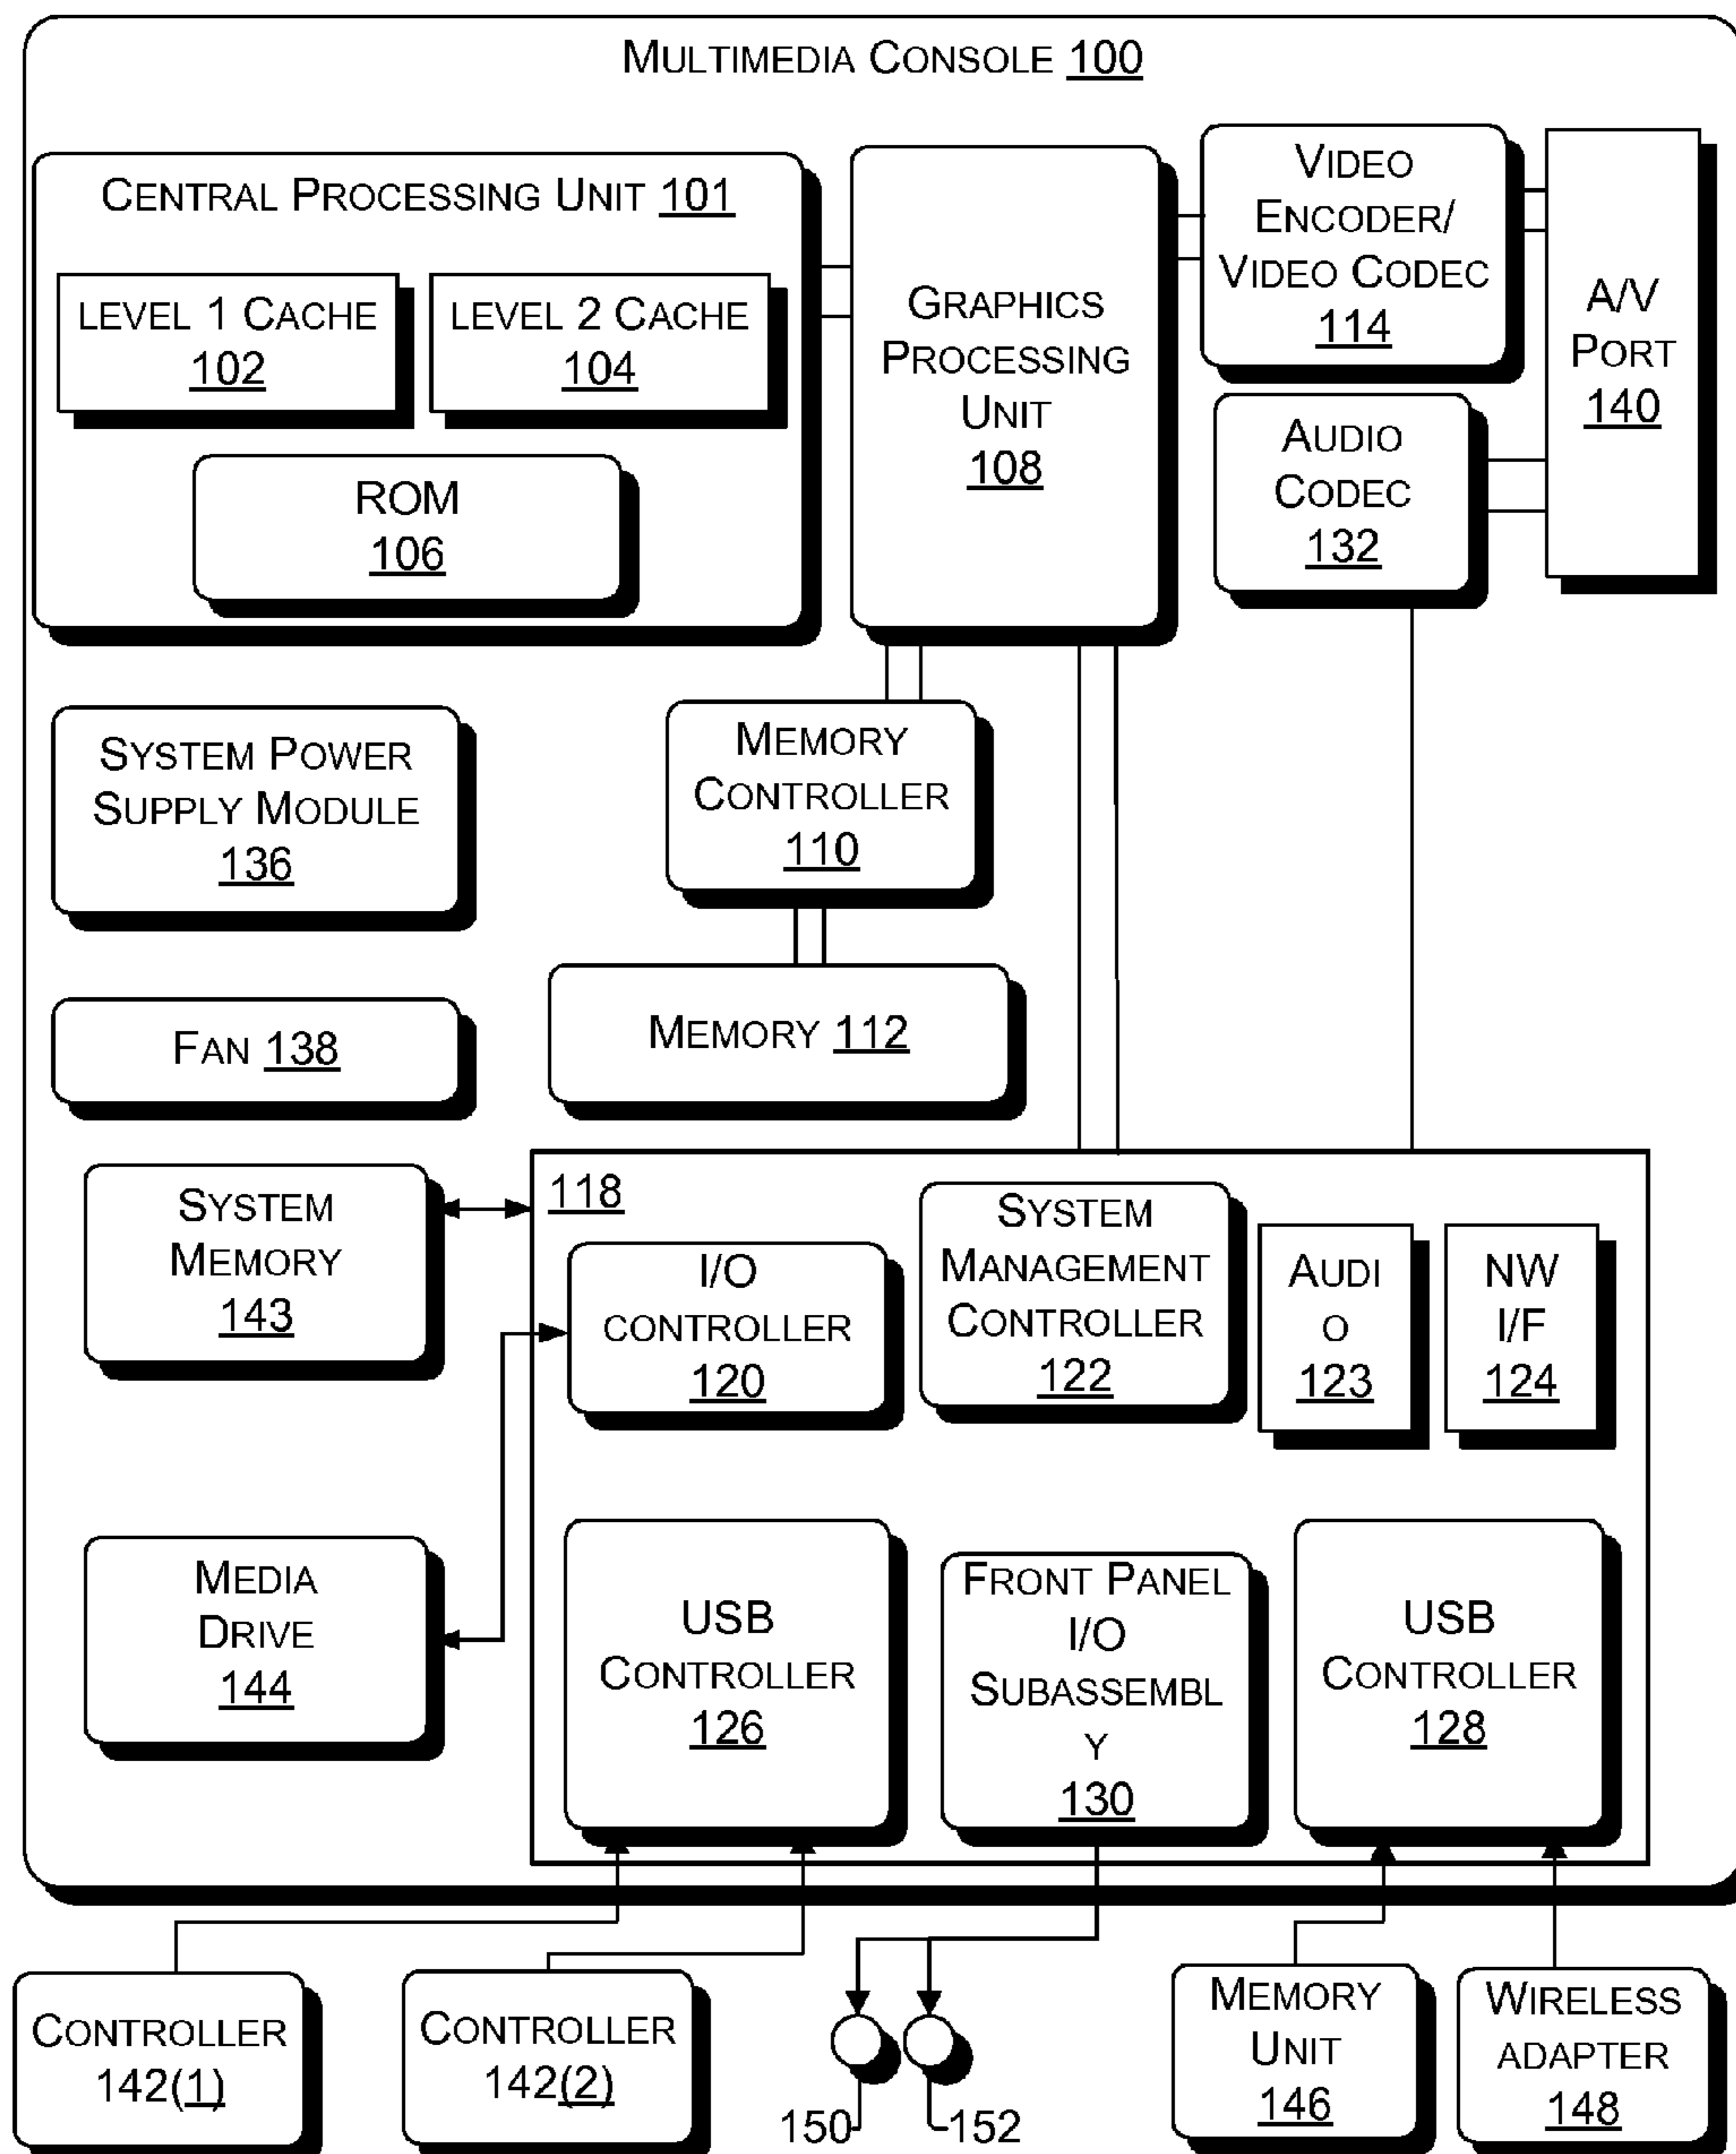 MULTIMEDIA CONSOLE 100
CENTRAL PROCESSING UNIT 101
LEVEL 1 CACHE
102
LEVEL 2 CACHE
104
ROM
106
GRAPHICS
PROCESSING
UNIT
108
VIDEO
ENCODER/
VIDEO CODEC
114
AUDIO
CODEC
132
A/V
PORT
140
SYSTEM POWER
SUPPLY MODULE
136
MEMORY
CONTROLLER
110
FAN 138
MEMORY 112
SYSTEM
MEMORY
143
118
I/O
CONTROLLER
120
SYSTEM
MANAGEMENT
CONTROLLER
122
AUDI
O
123
NW
I/F
124
MEDIA
DRIVE
144
USB
CONTROLLER
126
FRONT PANEL
I/O
SUBASSEMBL
Y
130
USB
CONTROLLER
128
CONTROLLER
142(1)
CONTROLLER
142(2)
150
152
MEMORY
UNIT
146
WIRELESS
ADAPTER
148